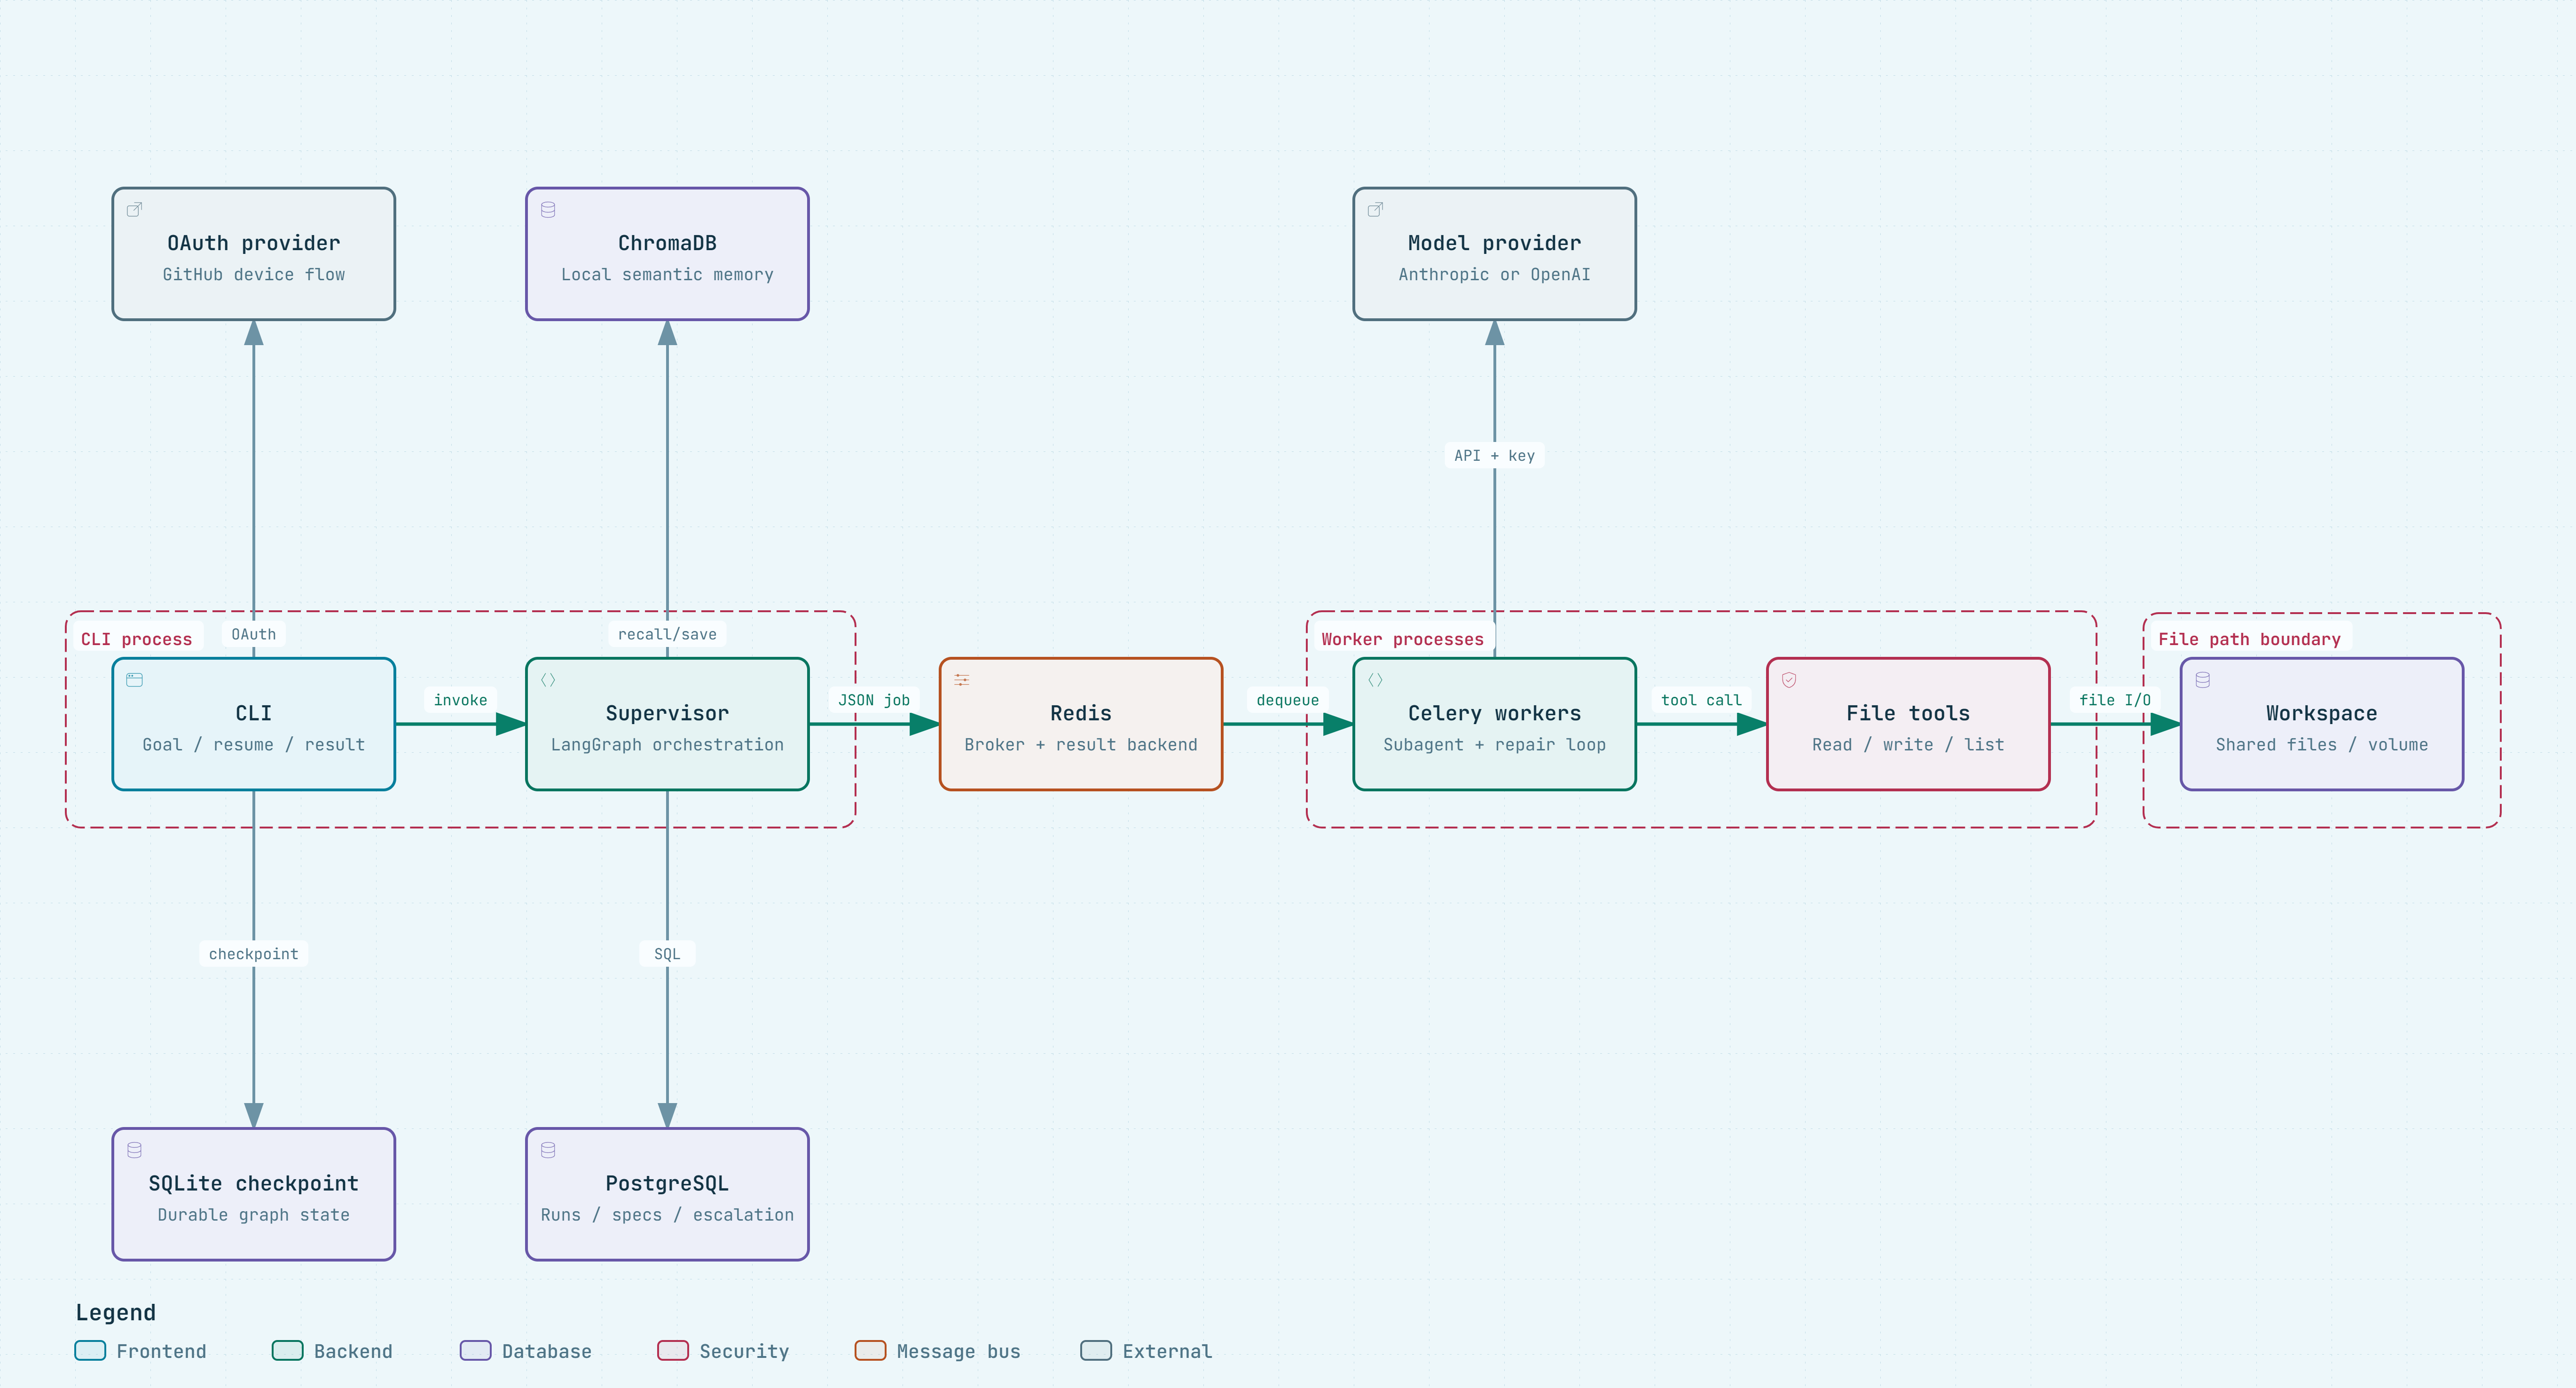 OAuth provider
GitHub device flow
ChromaDB
Local semantic memory
Model provider
Anthropic or OpenAI
API + key
CLI process
OAuth
recall/save
Worker processes
File path boundary
CLI
Goal / resume / result
invoke
Supervisor
LangGraph orchestration
JSON job
Redis
Broker + result backend
dequeue
Celery workers
Subagent + repair loop
tool call
File tools
Read / write / list
file I/O
Workspace
Shared files / volume
checkpoint
SQL
SQLite checkpoint
Durable graph state
PostgreSQL
Runs / specs / escalation
Legend
Frontend
Backend
Database
Security
Message bus
External